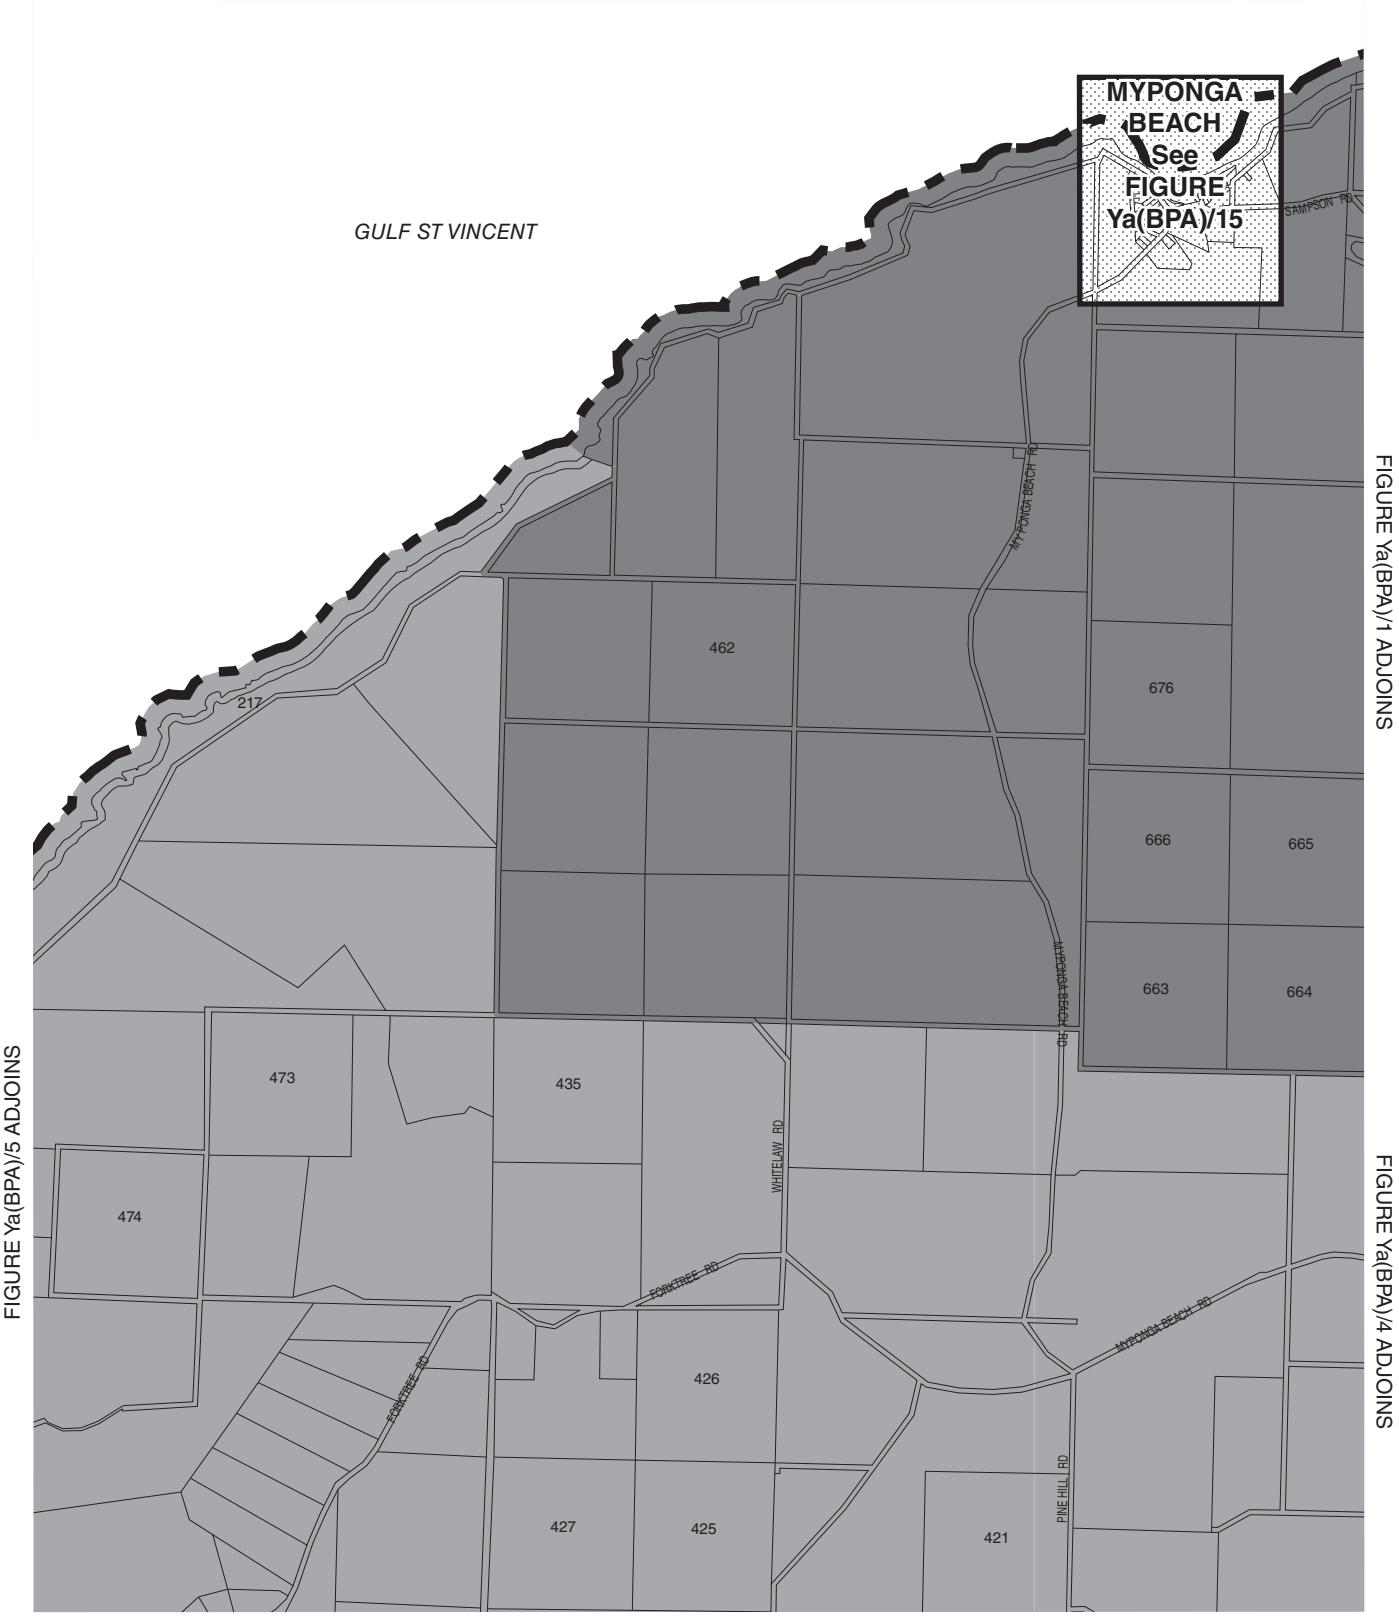 MYPONGA
BEACH
See
FIGURE
Ya(BPA)/15
SAMPSON RD
GULF ST VINCENT
MYPONGA BEACH RD
FIGURE Ya(BPA)/1 ADJOINS
462
676
217
666
665
MYPONGA BEACH RD
663
664
473
435
WHITELAW RD
FIGURE Ya(BPA)/5 ADJOINS
474
FORKTREE RD
MYPONGA BEACH RD
FIGURE Ya(BPA)/4 ADJOINS
FORKTREE RD
426
PINE HILL RD
427
425
421